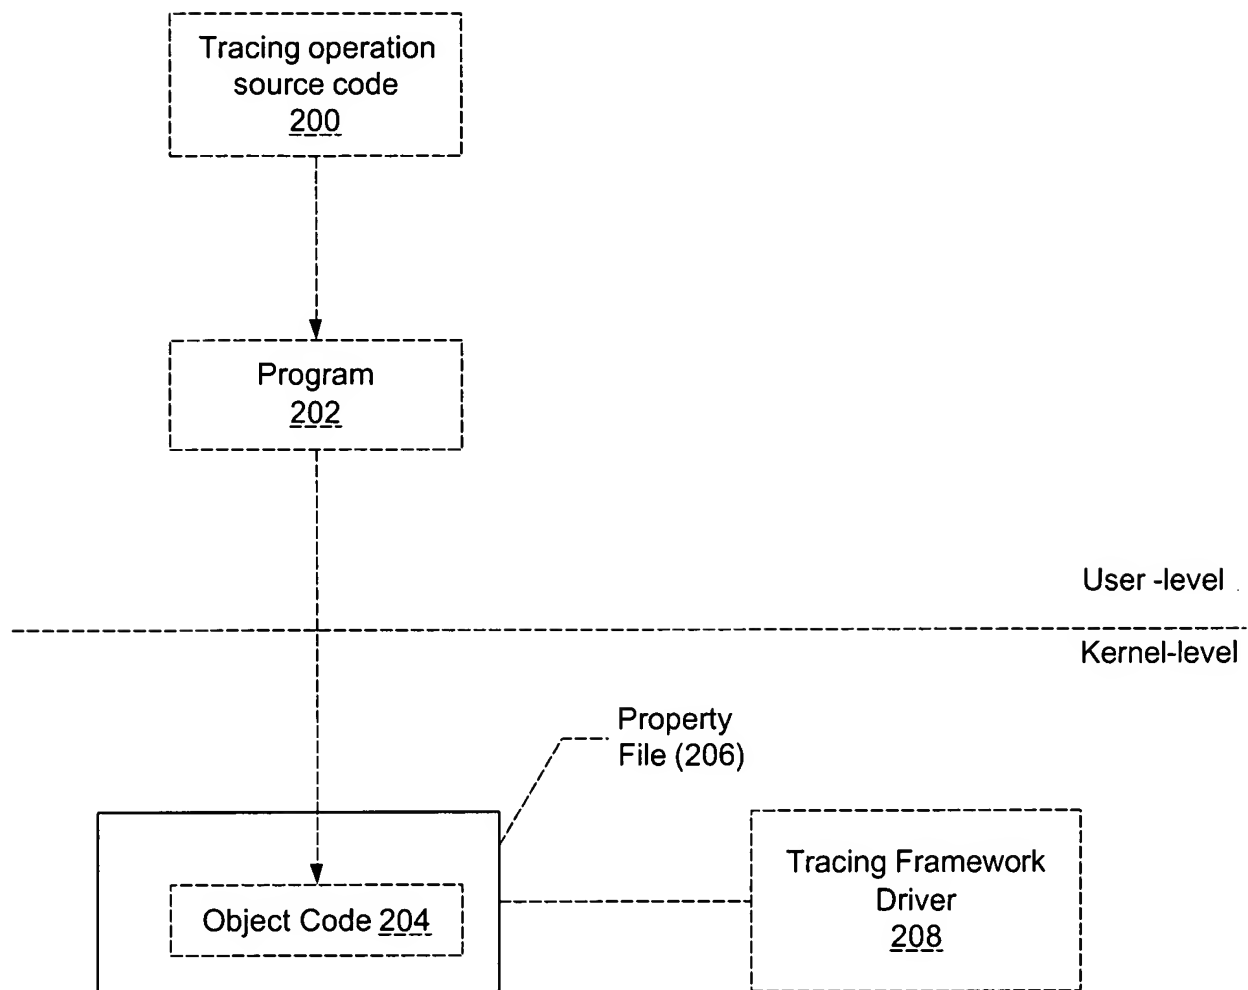 Tracing operation
source code
200
Program
202
User -level
Kernel-level
Property
File (206)
Object Code 204
Tracing Framework
Driver
208